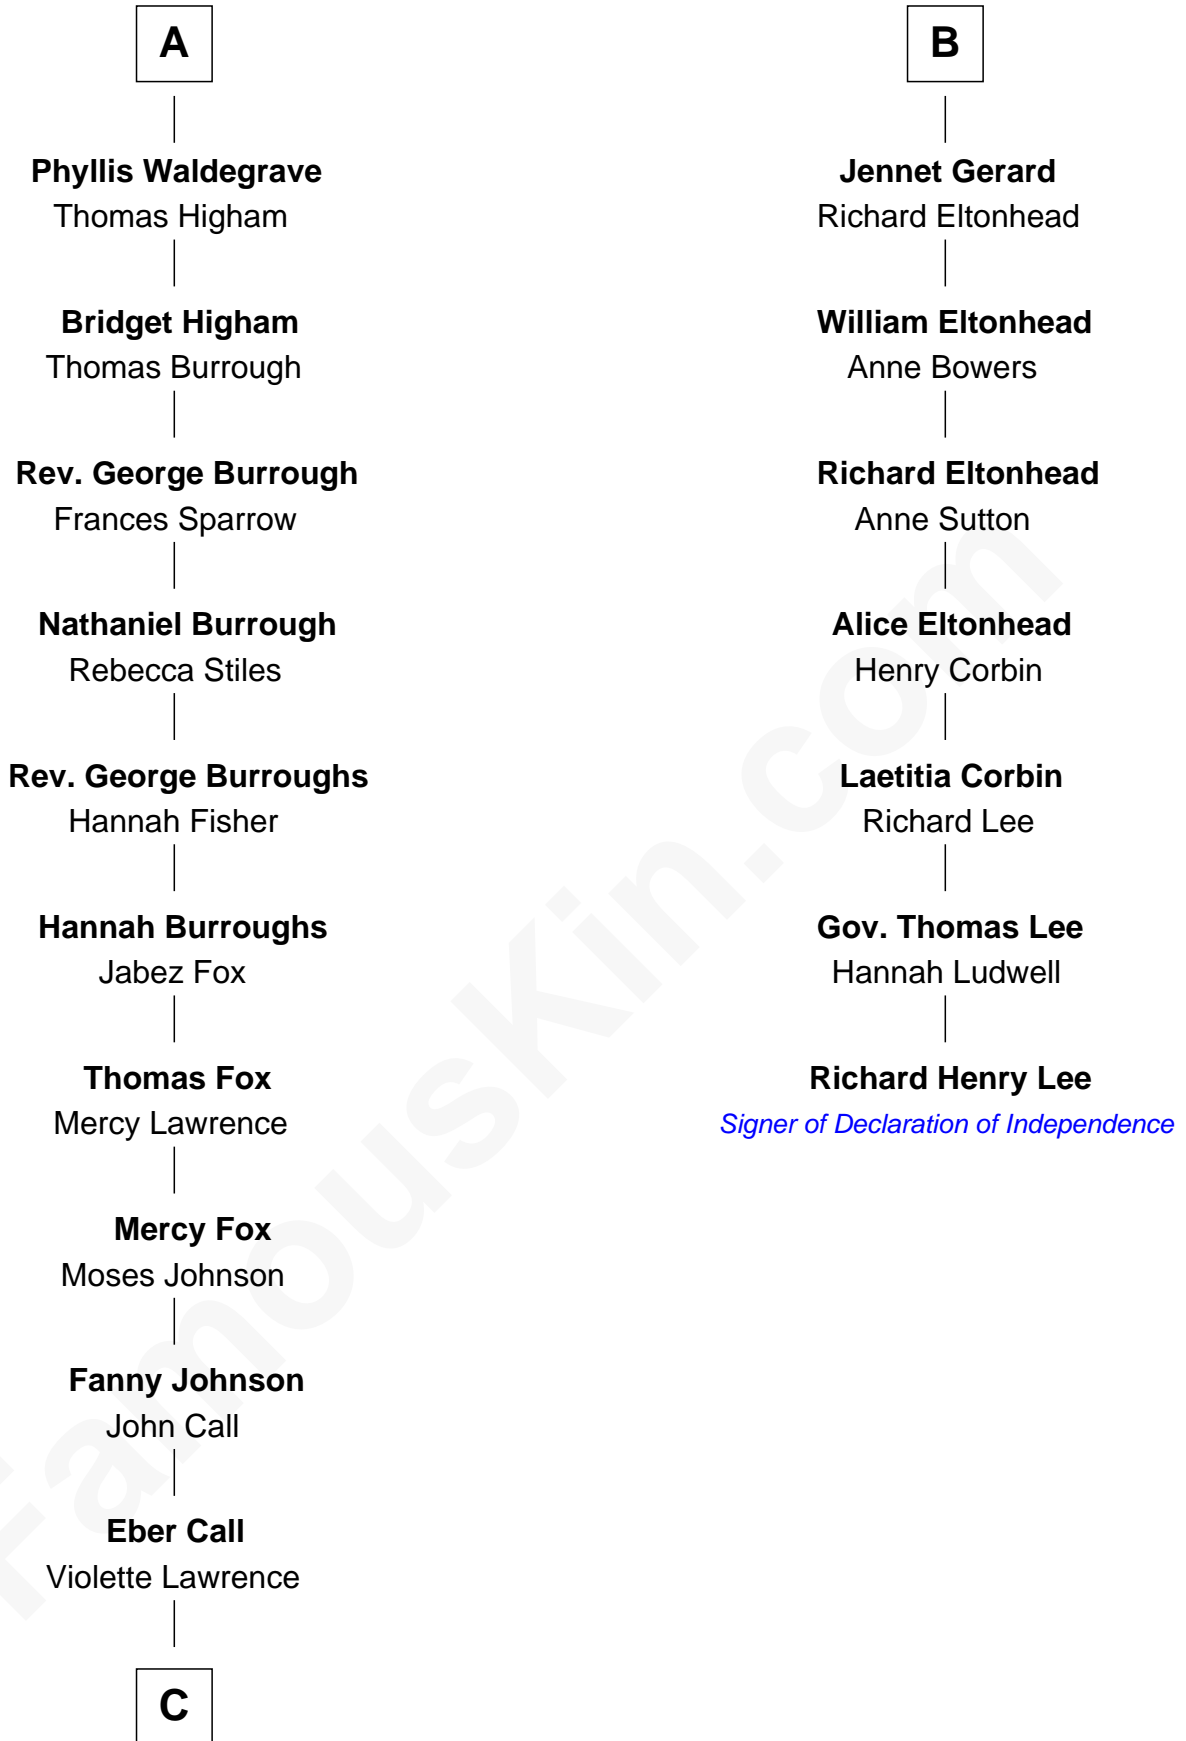 A
Phyllis Waldegrave
Thomas Higham
Bridget Higham
Thomas Burrough
Rev. George Burrough
Frances Sparrow
Nathaniel Burrough
Rebecca Stiles
Rev. George Burroughs
Hannah Fisher
Hannah Burroughs
Jabez Fox
Thomas Fox
Mercy Lawrence
Mercy Fox
Moses Johnson
Fanny Johnson
John Call
Eber Call
Violette Lawrence
C
B
Jennet Gerard
Richard Eltonhead
William Eltonhead
Anne Bowers
Richard Eltonhead
Anne Sutton
Alice Eltonhead
Henry Corbin
Laetitia Corbin
Richard Lee
Gov. Thomas Lee
Hannah Ludwell
Richard Henry Lee
Signer of Declaration of Independence
FamousKin.com